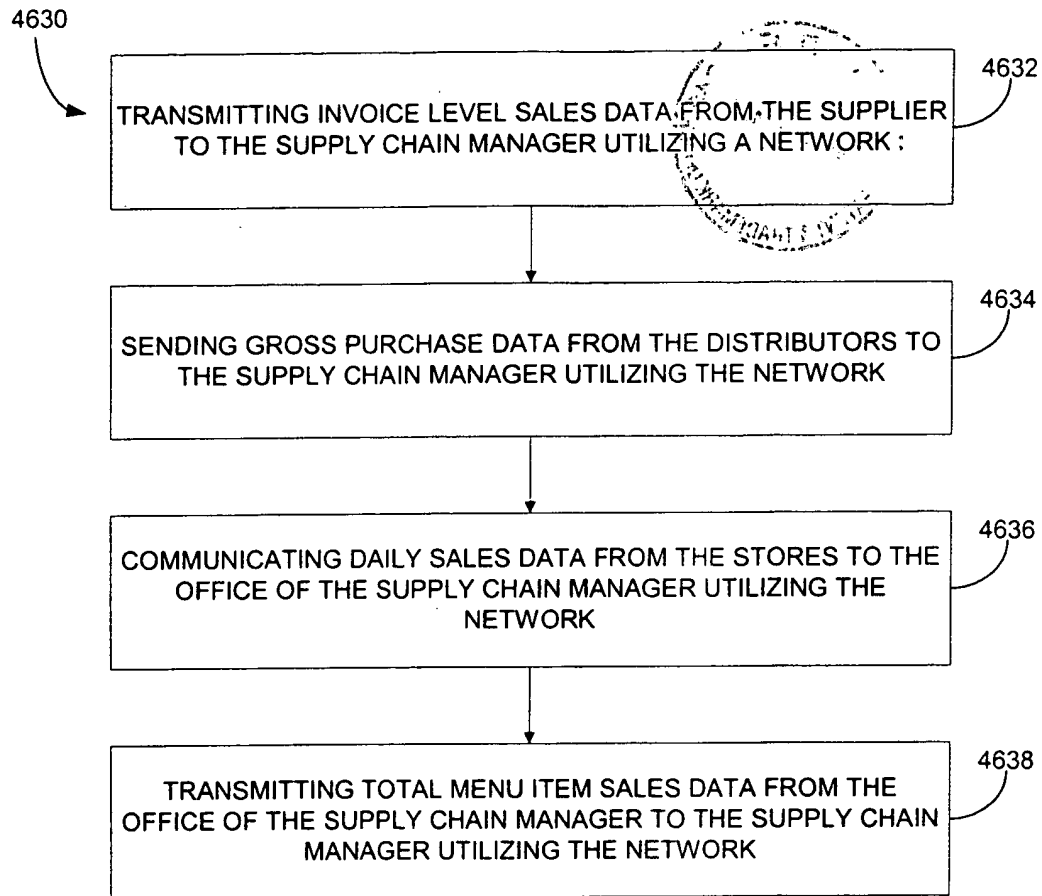 4630
4632
TRANSMITTING INVOICE LEVEL SALES DATA FROM THE SUPPLIER
TO THE SUPPLY CHAIN MANAGER UTILIZING A NETWORK :
4634
SENDING GROSS PURCHASE DATA FROM THE DISTRIBUTORS TO
THE SUPPLY CHAIN MANAGER UTILIZING THE NETWORK
4636
COMMUNICATING DAILY SALES DATA FROM THE STORES TO THE
OFFICE OF THE SUPPLY CHAIN MANAGER UTILIZING THE
NETWORK
4638
TRANSMITTING TOTAL MENU ITEM SALES DATA FROM THE
OFFICE OF THE SUPPLY CHAIN MANAGER TO THE SUPPLY CHAIN
MANAGER UTILIZING THE NETWORK